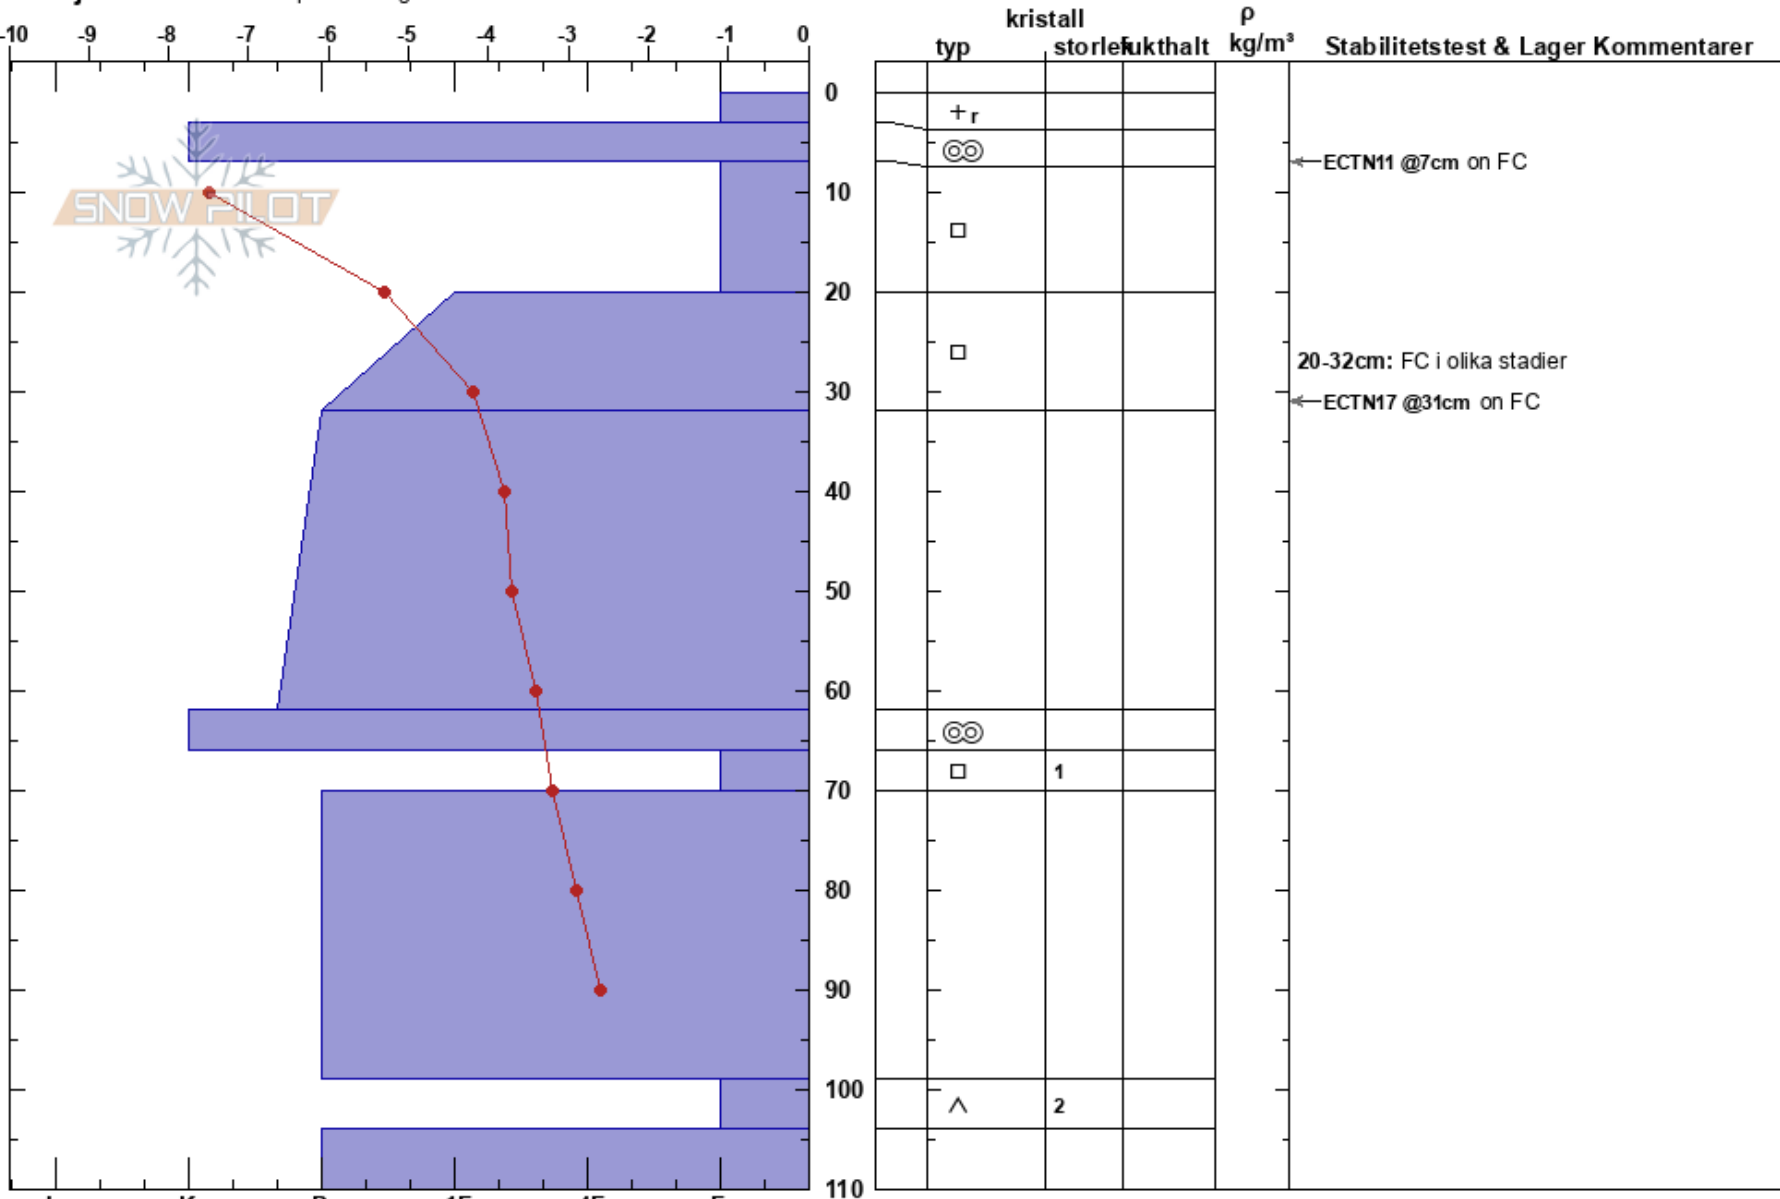 kristall ρ
-10 -9 -8 -7 -6 -5 -4 -3 -2 -1 0 typ storlek fukthalt kg/m³ Stabilitetstest & Lager Kommentarer
0
+ r
ECTN11 @7cm on FC
10
SNOW PILOT
20
20-32cm: FC i olika stadier
30
ECTN17 @31cm on FC
40
50
60
1
70
80
90
100
2
110